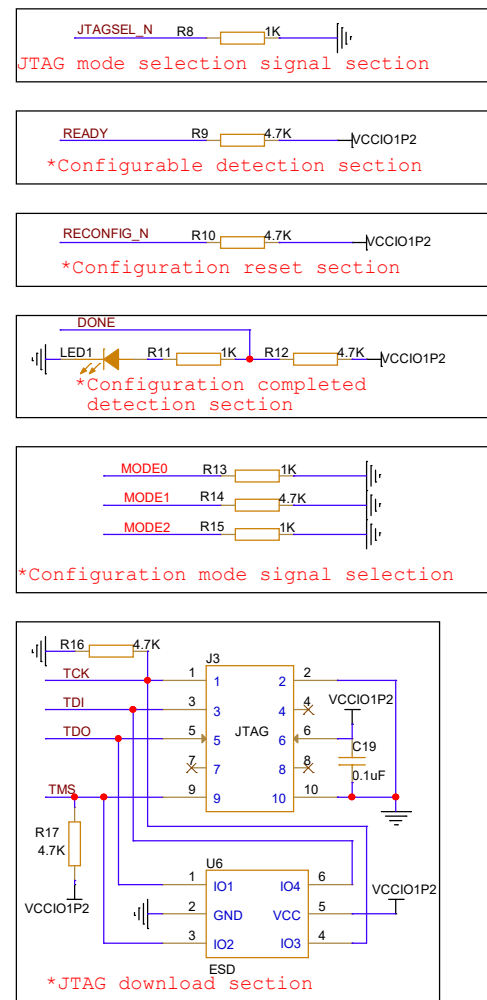 JTAGSEL_N R8 1K
JTAG mode selection signal section
READY R9 4.7K VCCIO1P2
*Configurable detection section
RECONFIG_N R10 4.7K VCCIO1P2
*Configuration reset section
DONE
LED1 R11 1K R12 4.7K VCCIO1P2
*Configuration completed
detection section
MODE0 R13 1K
MODE1 R14 4.7K
MODE2 R15 1K
*Configuration mode signal selection
R16 4.7K
J3
TCK 1 1 2 2
TDI 3 3 4 4 VCCIO1P2
TDO 5 5 JTAG 6 6
7 7 8 8 C19
0.1uF
TMS 9 9 10 10
R17
4.7K
U6
VCCIO1P2
1 IO1 IO4 6
2 GND VCC 5 VCCIO1P2
3 IO2 IO3 4
ESD
*JTAG download section